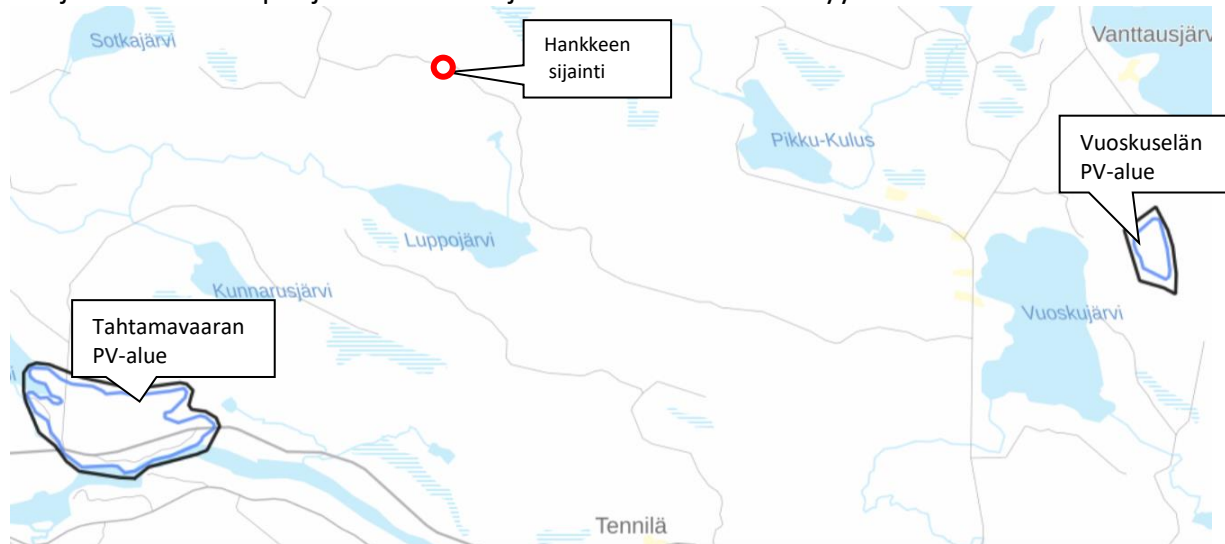 Sotkajärvi
Hankkeen
sijainti
Vanttausjärv
Pikku-Kulus
Vuoskuselän
PV-alue
Luppojärvi
Kunnarusjärvi
Vuoskujärvi
Tahtamavaaran
PV-alue
i
Tennilä